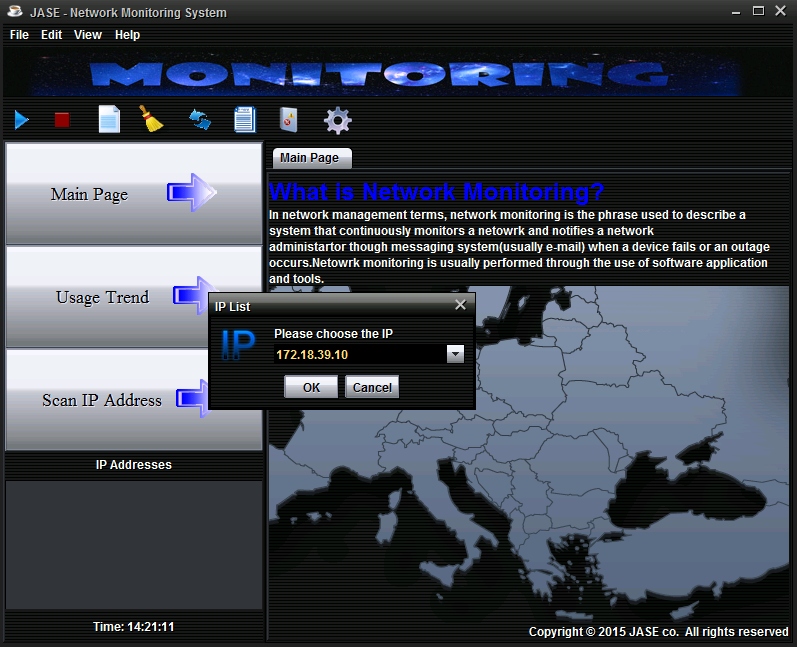 JASE - Network Monitoring System
File Edit View Help
MONITORING
Main Page
Main Page
What is Network Monitoring?
In network management terms, network monitoring is the phrase used to describe a
system that continuously monitors a netowrk and notifies a network
administartor though messaging system(usually e-mail) when a device fails or an outage
occurs.Netowrk monitoring is usually performed through the use of software application
and tools.
Usage Trend
IP List
IP
Please choose the IP
172.18.39.10
OK Cancel
Scan IP Address
IP Addresses
Time: 14:21:11
Copyright © 2015 JASE co. All rights reserved